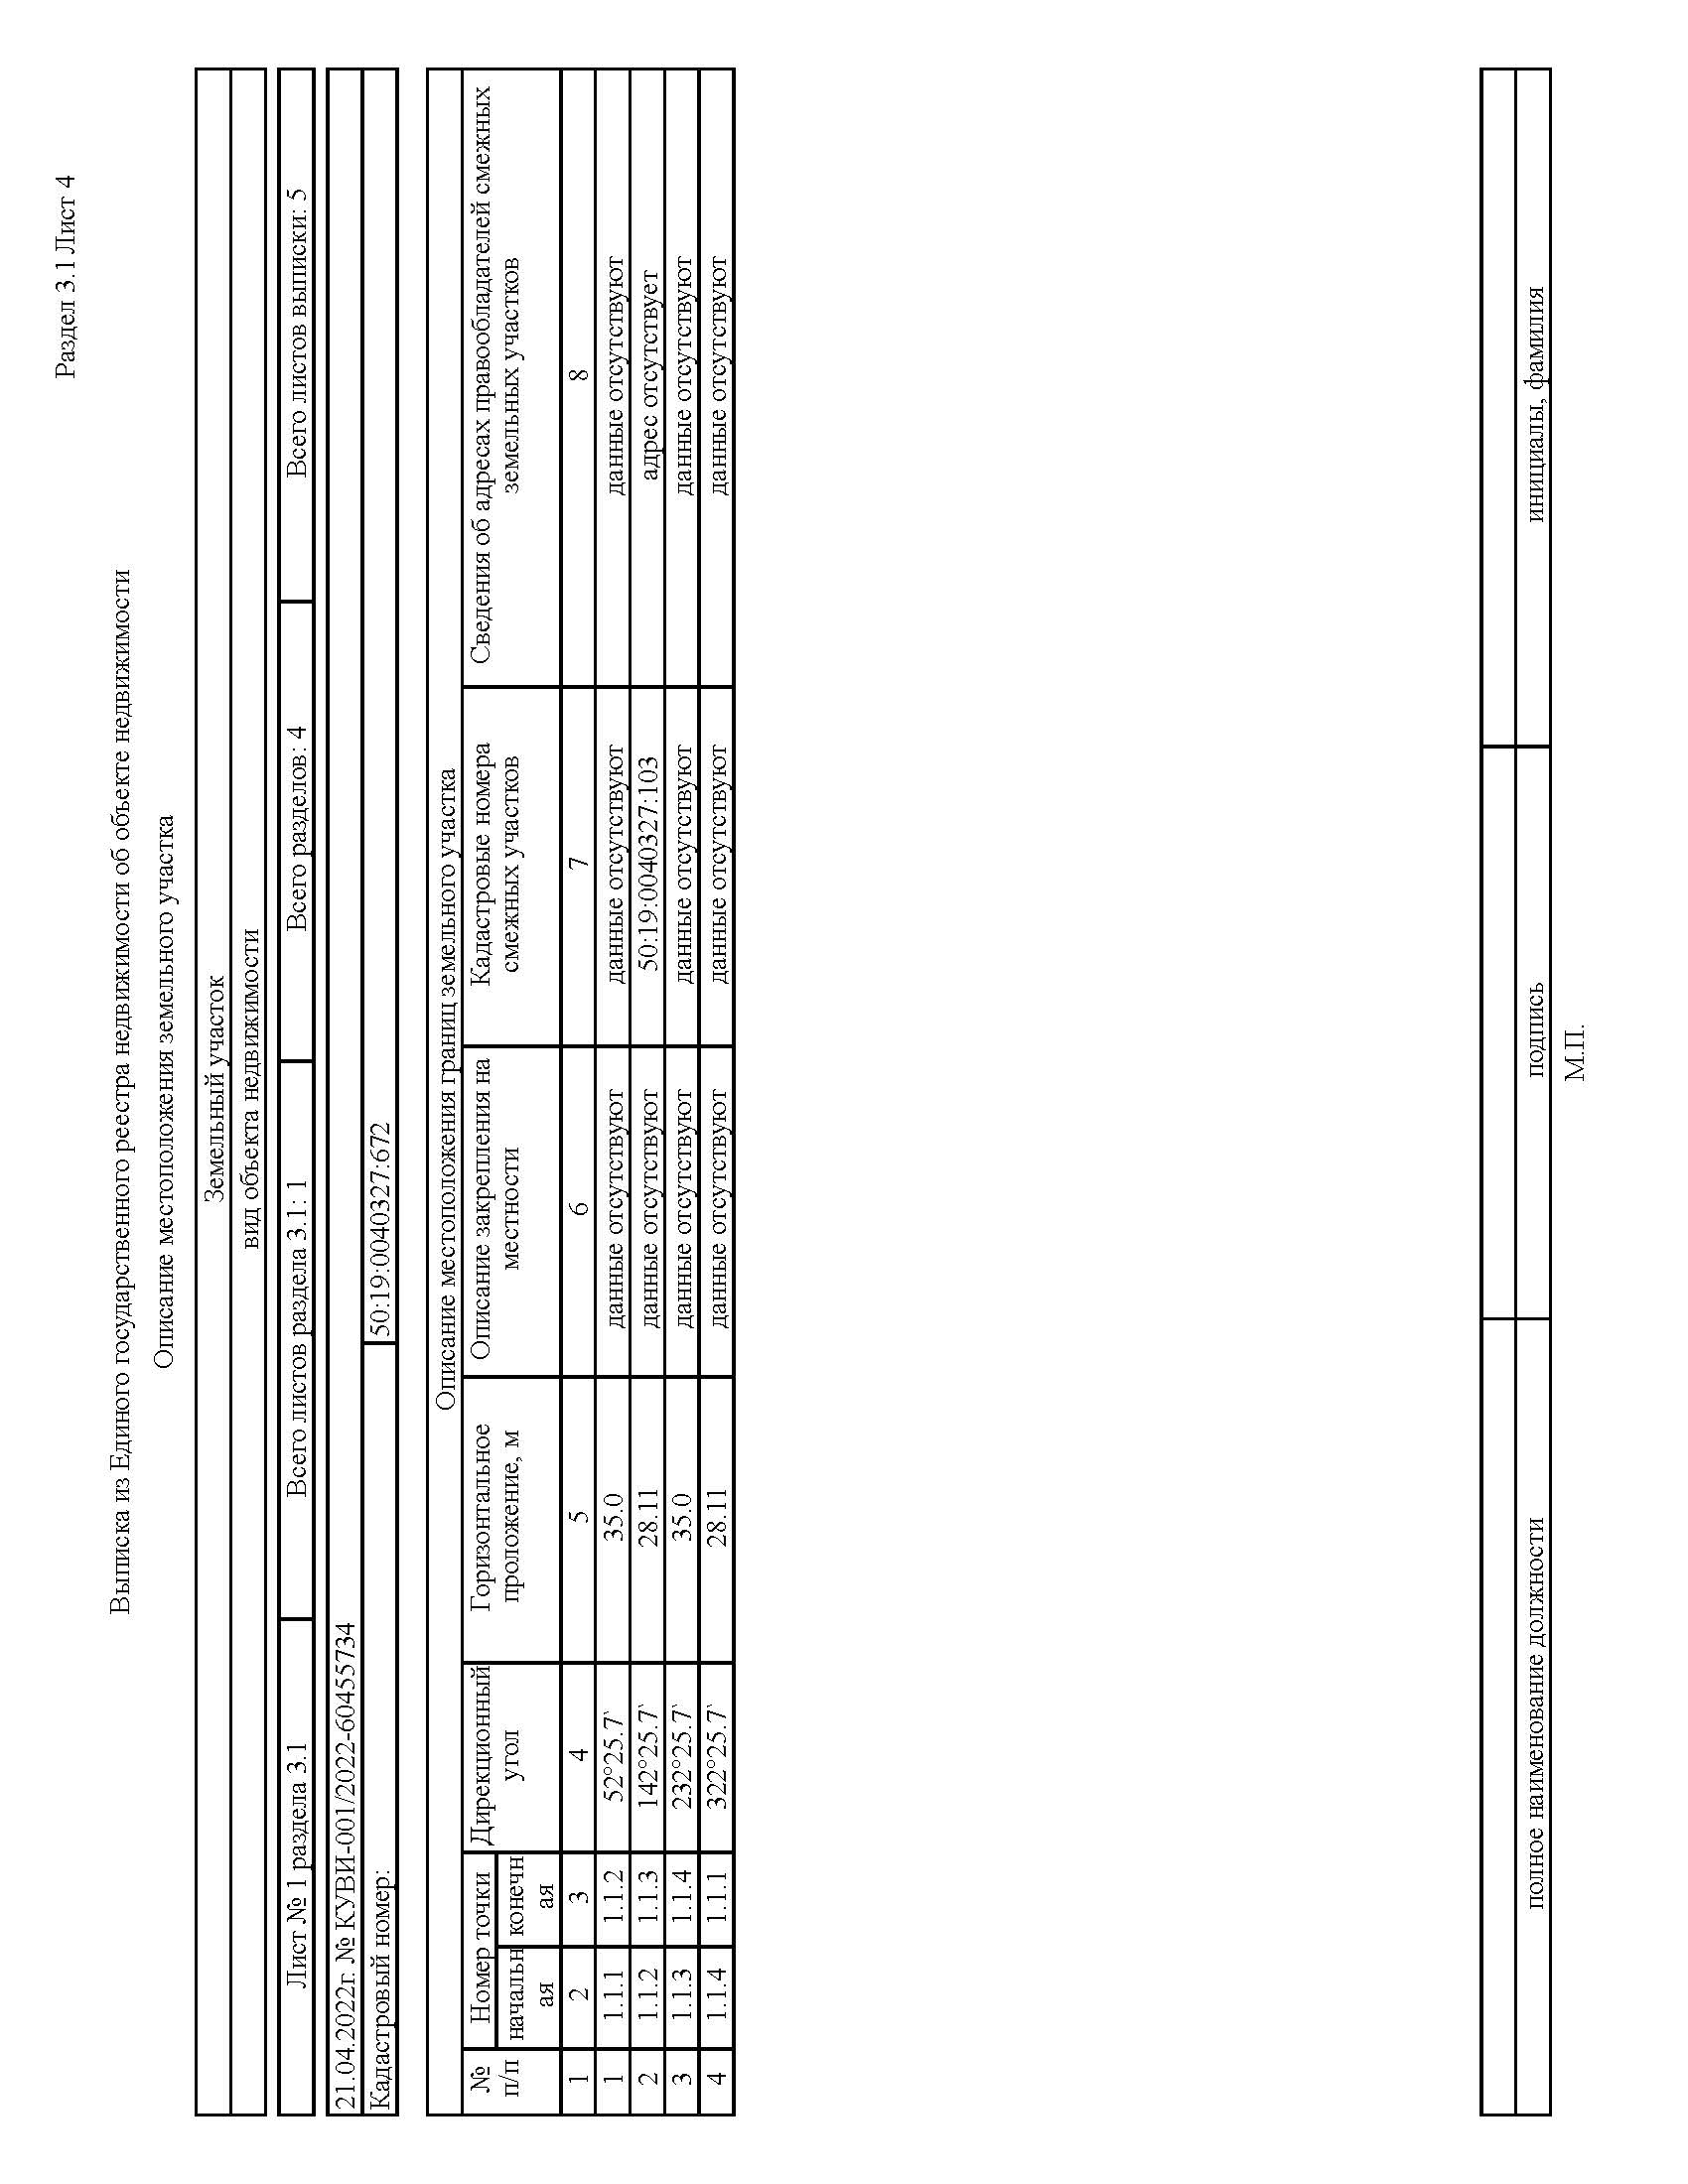 Раздел 3.1 Лист 4
Выписка из Единого государственного реестра недвижимости об объекте недвижимости
Описание местоположения земельного участка
Земельный участок
вид объекта недвижимости
Лист № 1 раздела 3.1 Всего листов раздела 3.1: 1 Всего разделов: 4 Всего листов выписки: 5
21.04.2022г. № КУВИ-001/2022-60455734
Кадастровый номер: 50:19:0040327:672
Описание местоположения границ земельного участка
№ Номер точки Дирекционный Горизонтальное Описание закрепления на Кадастровые номера Сведения об адресах правообладателей смежных
п/п начальн конечн угол проложение, м местности смежных участков земельных участков
ая ая
1 2 3 4 5 6 7 8
1 1.1.1 1.1.2 52°25.7` 35.0 данные отсутствуют данные отсутствуют данные отсутствуют
2 1.1.2 1.1.3 142°25.7` 28.11 данные отсутствуют 50:19:0040327:103 адрес отсутствует
3 1.1.3 1.1.4 232°25.7` 35.0 данные отсутствуют данные отсутствуют данные отсутствуют
4 1.1.4 1.1.1 322°25.7` 28.11 данные отсутствуют данные отсутствуют данные отсутствуют
полное наименование должности подпись инициалы, фамилия
М.П.